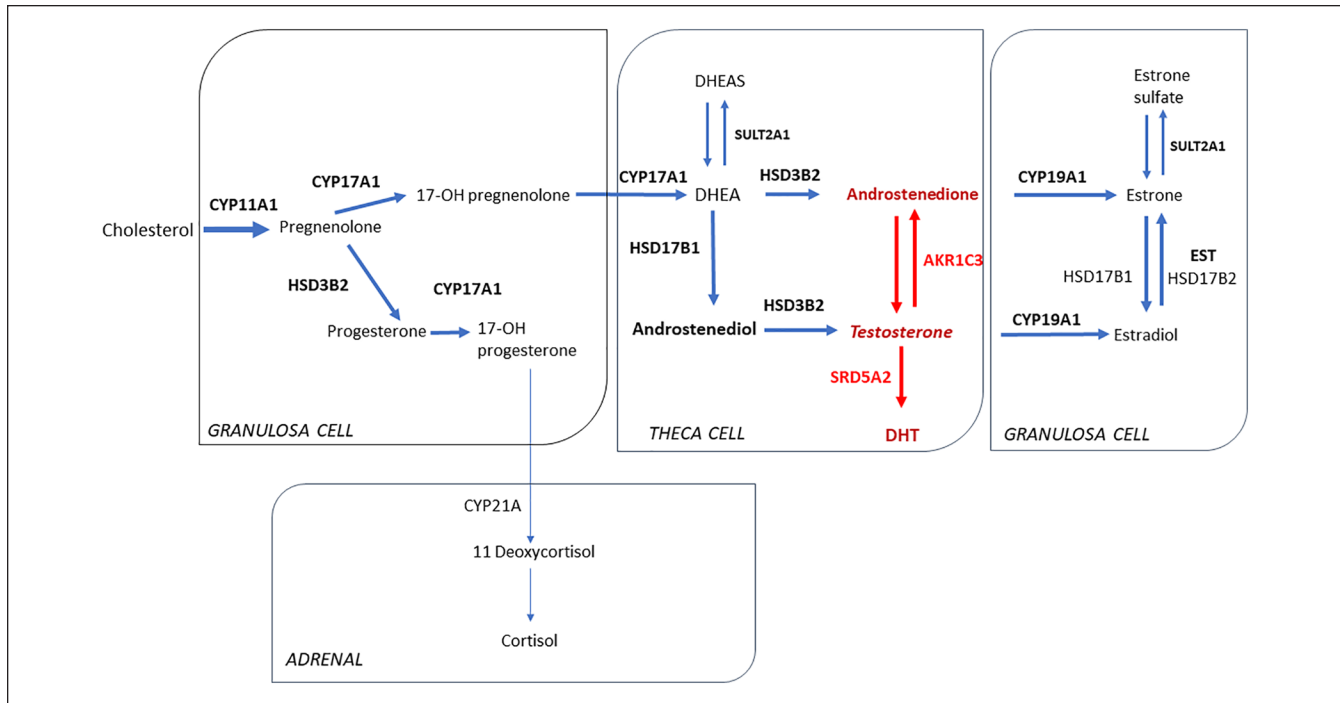 Cholesterol
CYP11A1
Pregnenolone
CYP17A1
17-OH pregnenolone
HSD3B2
Progesterone
CYP17A1
17-OH
progesterone
GRANULOSA CELL
CYP17A1
DHEAS
SULT2A1
DHEA
HSD3B2
Androstenedione
HSD17B1
AKR1C3
Androstenediol
HSD3B2
Testosterone
SRD5A2
DHT
THECA CELL
Estrone
sulfate
SULT2A1
CYP19A1
Estrone
HSD17B1
EST
HSD17B2
CYP19A1
Estradiol
GRANULOSA CELL
CYP21A
11 Deoxycortisol
Cortisol
ADRENAL